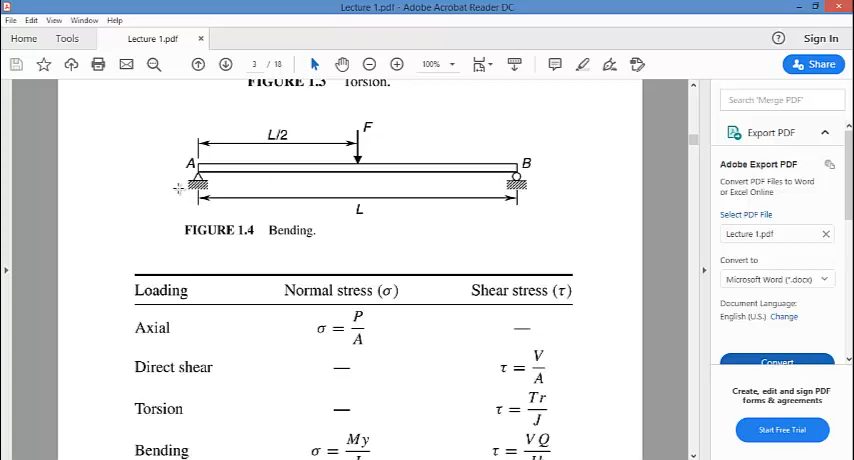 Lecture 1.pdf - Adobe Acrobat Reader DC
File Edit View Window Help
Home Tools Lecture 1.pdf × Sign In
3 / 18 100% Share
FIGURE 1.3 Torsion.
L/2 F
A B
L
FIGURE 1.4 Bending.
Loading Normal stress (σ) Shear stress (τ)
Axial σ = P/A —
Direct shear — τ = V/A
Torsion — τ = Tr/J
Bending σ = My τ = VQ
Search 'Merge PDF'
Export PDF
Adobe Export PDF
Convert PDF Files to Word
or Excel Online
Select PDF File
Lecture 1.pdf
Convert to
Microsoft Word (*.docx)
Document Language:
English (U.S.) Change
Convert
Create, edit and sign PDF
forms & agreements
Start Free Trial